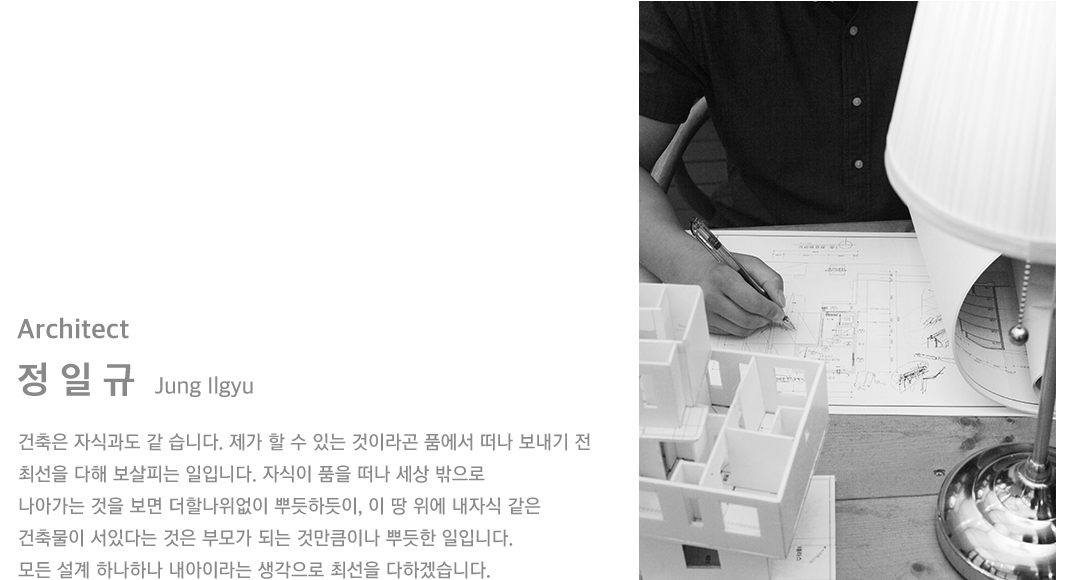 Architect
정일규 Jung Ilgyu
건축은 자식과도 같 습니다. 제가 할 수 있는 것이라곤 품에서 떠나 보내기 전
최선을 다해 보살피는 일입니다. 자식이 품을 떠나 세상 밖으로
나아가는 것을 보면 더할나위없이 뿌듯하듯이, 이 땅 위에 내자식 같은
건축물이 서있다는 것은 부모가 되는 것만큼이나 뿌듯한 일입니다.
모든 설계 하나하나 내아이라는 생각으로 최선을 다하겠습니다.